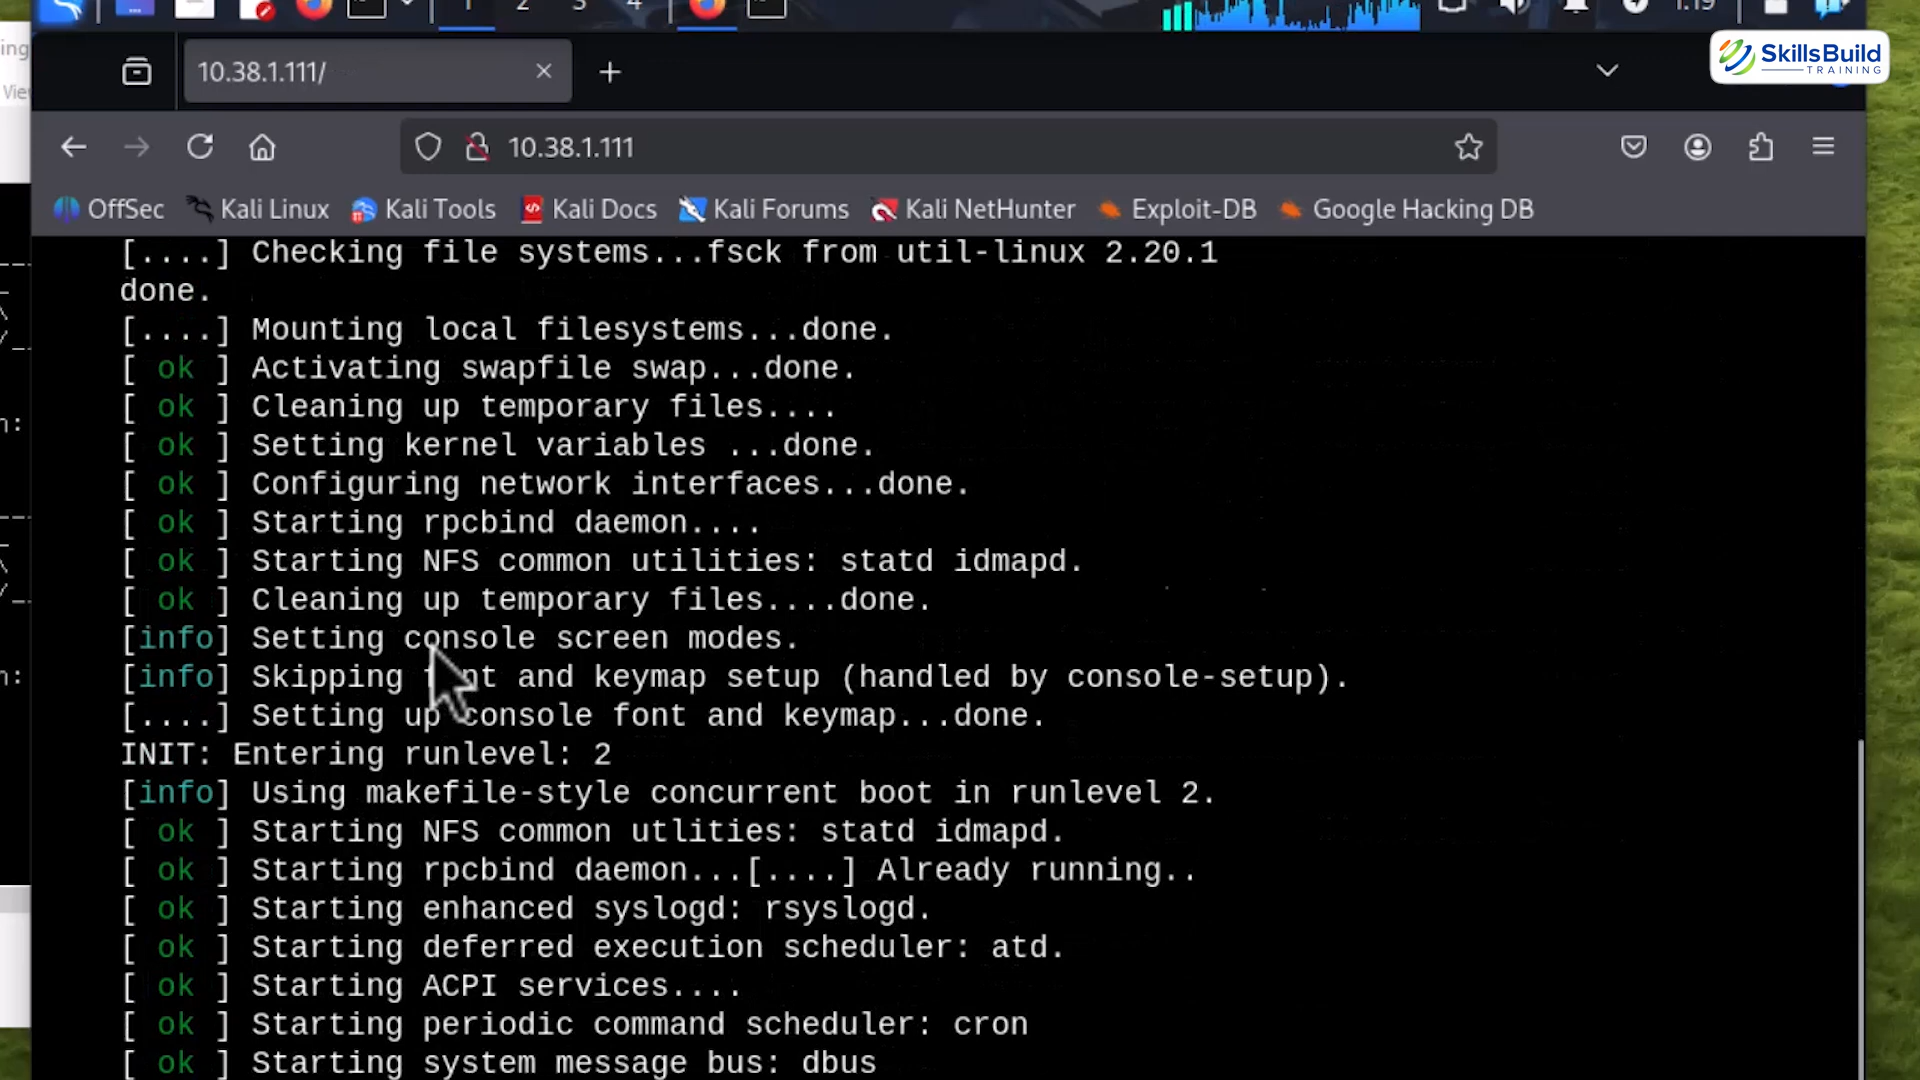 1 2 3 4
1:19
10.38.1.111/
SkillsBuild
TRAINING
10.38.1.111
OffSec Kali Linux Kali Tools Kali Docs Kali Forums Kali NetHunter Exploit-DB Google Hacking DB
[....] Checking file systems...fsck from util-linux 2.20.1
done.
[....] Mounting local filesystems...done.
[ ok ] Activating swapfile swap...done.
[ ok ] Cleaning up temporary files....
[ ok ] Setting kernel variables ...done.
[ ok ] Configuring network interfaces...done.
[ ok ] Starting rpcbind daemon....
[ ok ] Starting NFS common utilities: statd idmapd.
[ ok ] Cleaning up temporary files....done.
[info] Setting console screen modes.
[info] Skipping font and keymap setup (handled by console-setup).
[....] Setting up console font and keymap...done.
INIT: Entering runlevel: 2
[info] Using makefile-style concurrent boot in runlevel 2.
[ ok ] Starting NFS common utlities: statd idmapd.
[ ok ] Starting rpcbind daemon...[....] Already running..
[ ok ] Starting enhanced syslogd: rsyslogd.
[ ok ] Starting deferred execution scheduler: atd.
[ ok ] Starting ACPI services....
[ ok ] Starting periodic command scheduler: cron
[ ok ] Starting system message bus: dbus